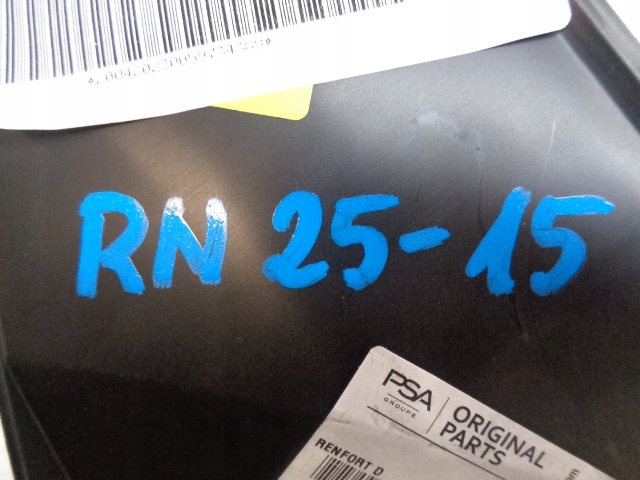 RN 25-15
PSA
GROUPE
ORIGINAL
PARTS
RENFORT D